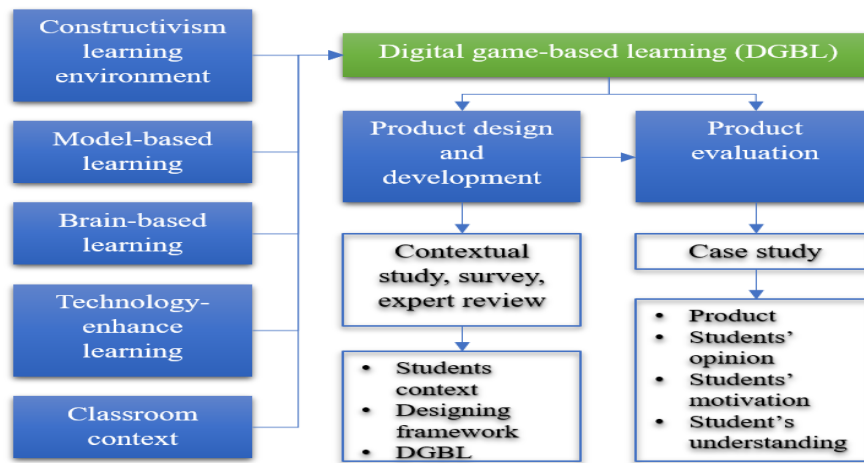 Constructivism
learning
environment
Model-based
learning
Brain-based
learning
Technology-
enhance
learning
Classroom
context
Digital game-based learning (DGBL)
Product design
and
development
Product
evaluation
Contextual
study, survey,
expert review
Case study
• Students
context
• Designing
framework
• DGBL
• Product
• Students'
opinion
• Students'
motivation
• Student's
understanding